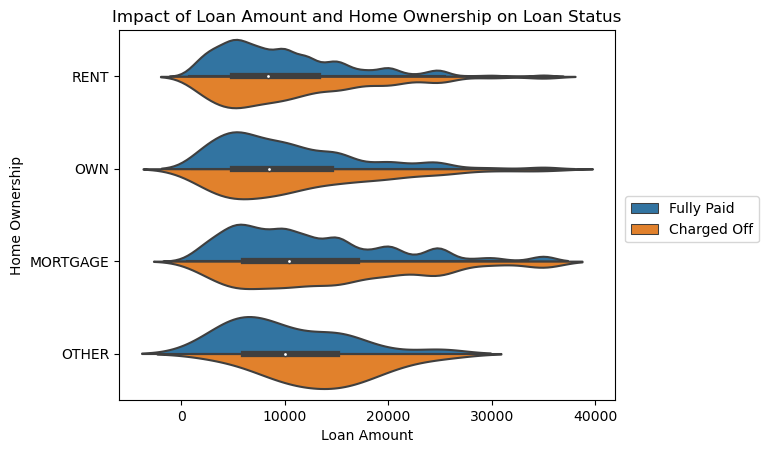 Impact of Loan Amount and Home Ownership on Loan Status
RENT
OWN
MORTGAGE
OTHER
Home Ownership
0 10000 20000 30000 40000
Loan Amount
Fully Paid
Charged Off